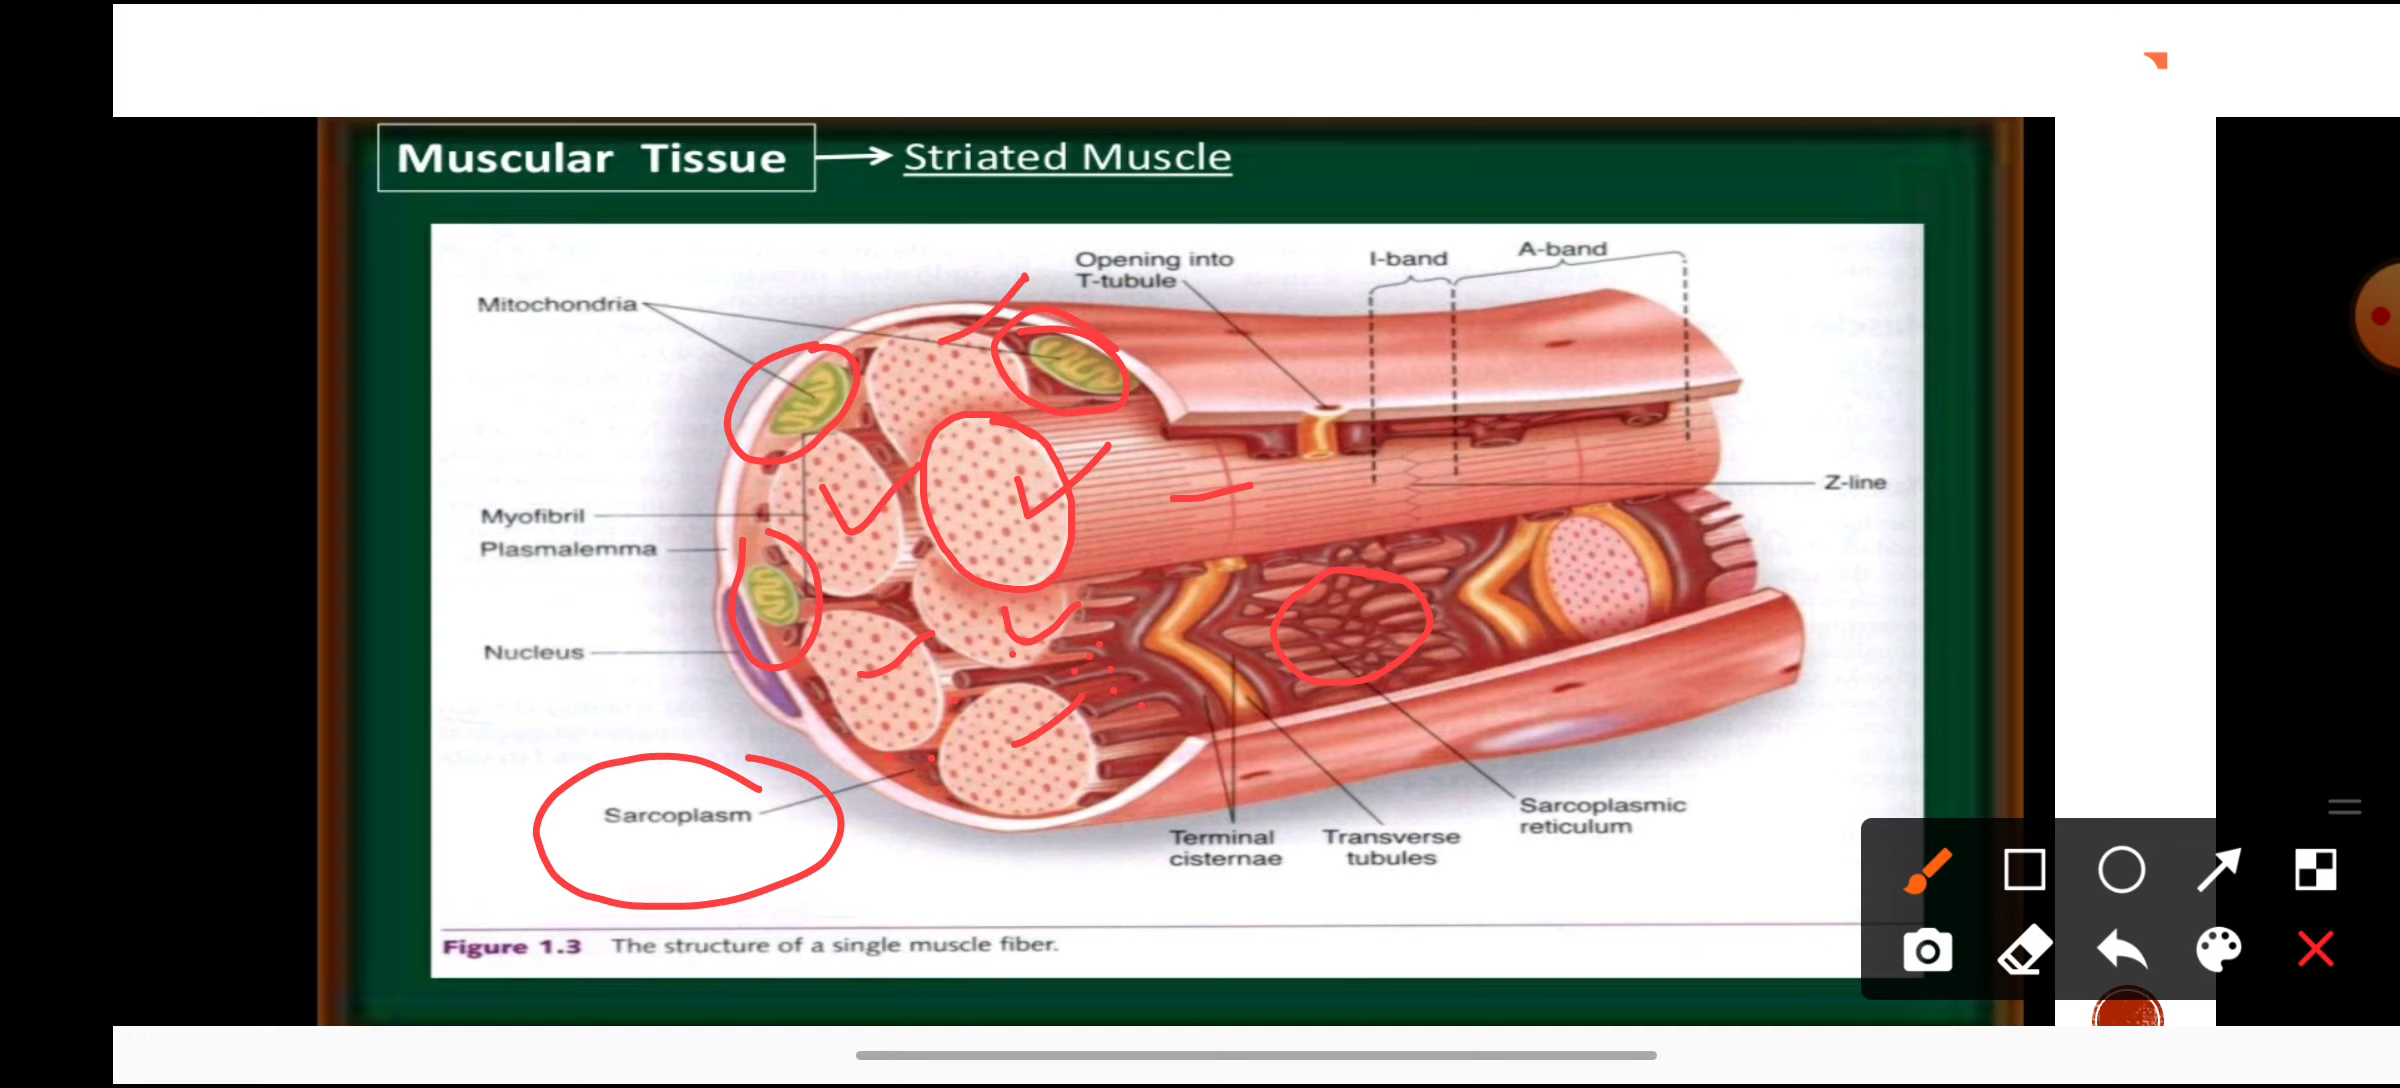 Muscular Tissue
Striated Muscle
Opening into
T-tubule
I-band
A-band
Mitochondria
Z-line
Myofibril
Plasmalemma
Nucleus
Sarcoplasm
Sarcoplasmic
reticulum
Terminal
cisternae
Transverse
tubules
Figure 1.3 The structure of a single muscle fiber.